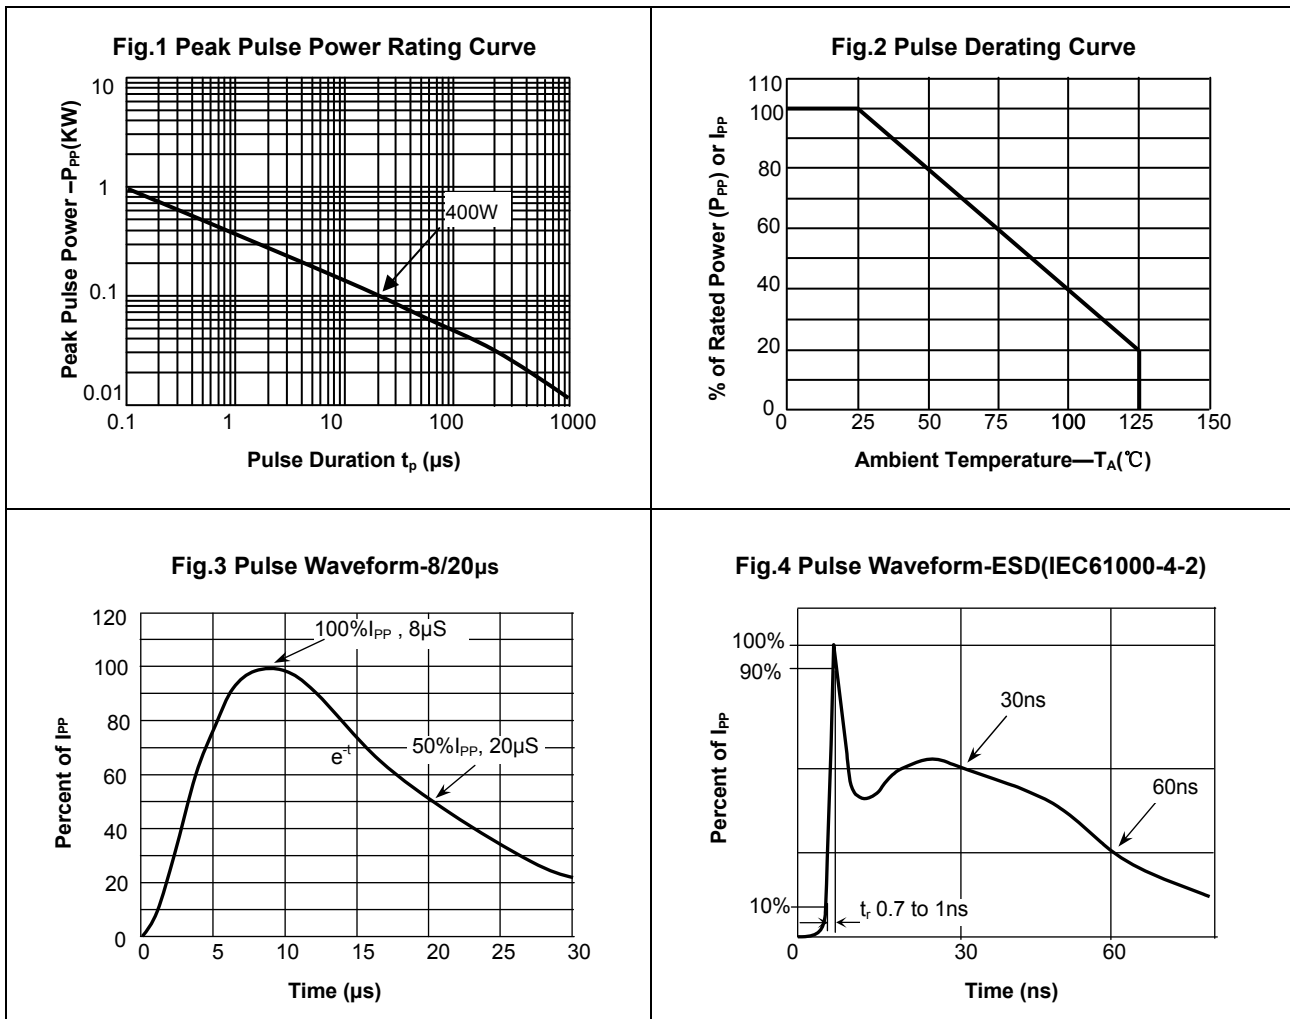 Fig.1 Peak Pulse Power Rating Curve
Peak Pulse Power –PPP(KW)
10
1
0.1
0.01
400W
0.1 1 10 100 1000
Pulse Duration tp (µs)
Fig.2 Pulse Derating Curve
% of Rated Power (PPP) or IPP
110
100
80
60
40
20
0
0 25 50 75 100 125 150
Ambient Temperature—TA(℃)
Fig.3 Pulse Waveform-8/20µs
Percent of IPP
120
100
80
60
40
20
0
100%IPP , 8µS
e-t
50%IPP, 20µS
0 5 10 15 20 25 30
Time (µs)
Fig.4 Pulse Waveform-ESD(IEC61000-4-2)
Percent of IPP
100%
90%
10%
30ns
60ns
tr 0.7 to 1ns
0 30 60
Time (ns)